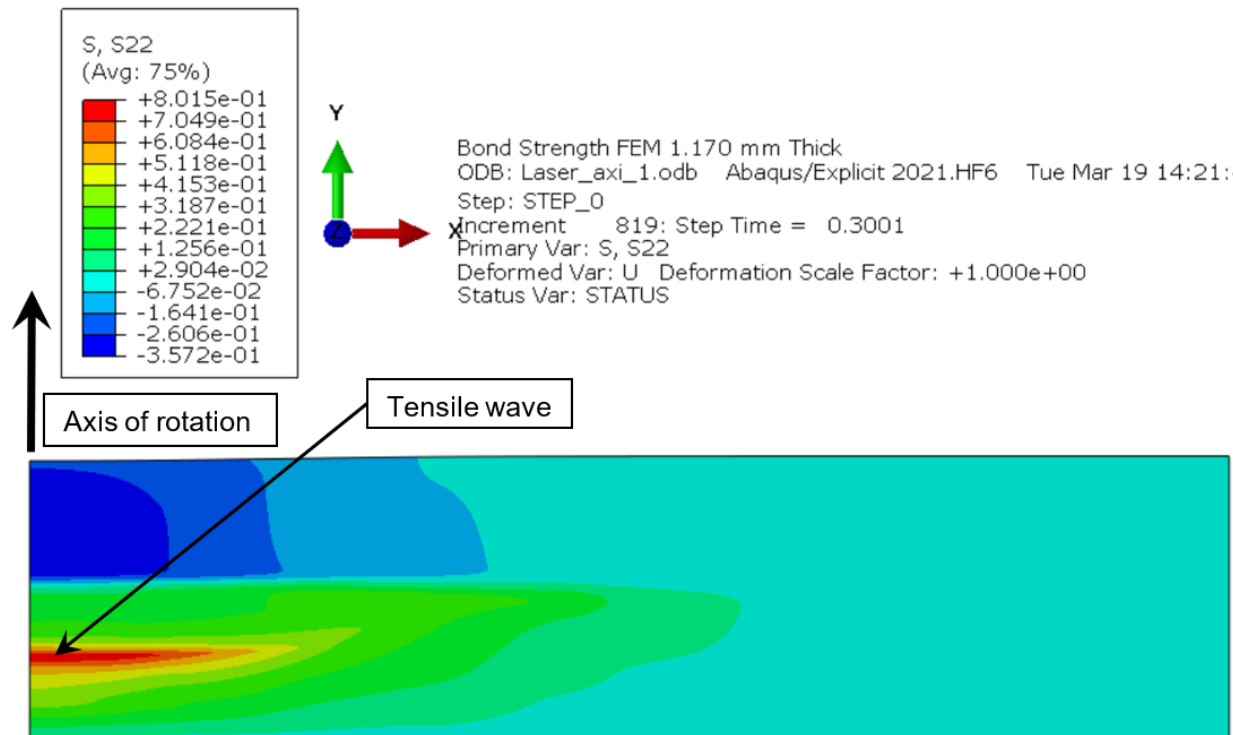 S, S22
(Avg: 75%)
+8.015e-01
+7.049e-01
+6.084e-01
+5.118e-01
+4.153e-01
+3.187e-01
+2.221e-01
+1.256e-01
+2.904e-02
-6.752e-02
-1.641e-01
-2.606e-01
-3.572e-01
Y
Z
X
Bond Strength FEM 1.170 mm Thick
ODB: Laser_axi_1.odb Abaqus/Explicit 2021.HF6 Tue Mar 19 14:21:
Step: STEP_0
Increment 819: Step Time = 0.3001
Primary Var: S, S22
Deformed Var: U Deformation Scale Factor: +1.000e+00
Status Var: STATUS
Axis of rotation
Tensile wave